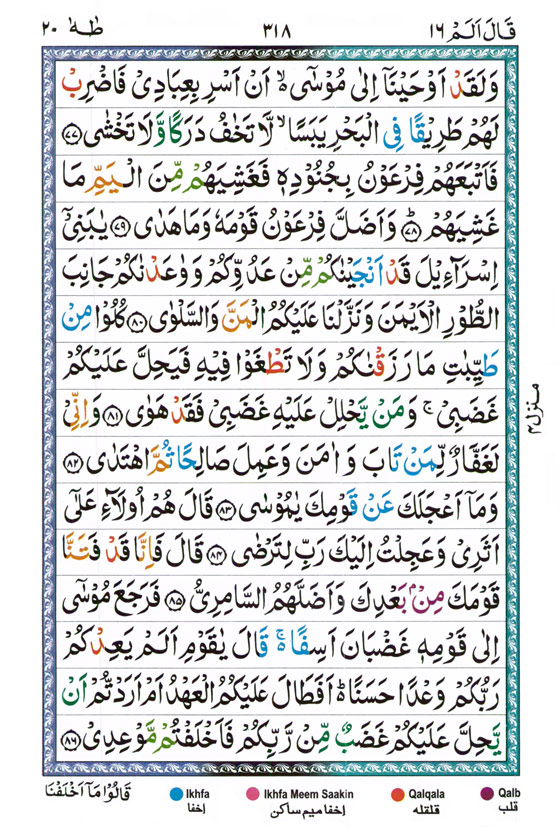 قَالَ اَلَمْ ١٦ ٣١٨ طٰهٰ ٢٠
وَلَقَدْ اَوْحَيْنَاۤ اِلٰى مُوْسٰۤى ۙ اَنْ اَسْرِ بِعِبَادِىْ فَاضْرِبْ
لَهُمْ طَرِيْقًا فِى الْبَحْرِ يَبَسًا ۙ لَّا تَخٰفُ دَرَكًا وَّلَا تَخْشٰى ﴿٧٧﴾
فَاَتْبَعَهُمْ فِرْعَوْنُ بِجُنُوْدِهٖ فَغَشِيَهُمْ مِّنَ الْيَمِّ مَا
غَشِيَهُمْ ؕ ﴿٧٨﴾ وَاَضَلَّ فِرْعَوْنُ قَوْمَهٗ وَمَا هَدٰى ﴿٧٩﴾ يٰبَنِىْۤ
اِسْرَآءِيْلَ قَدْ اَنْجَيْنٰكُمْ مِّنْ عَدُوِّكُمْ وَوٰعَدْنٰكُمْ جَانِبَ
الطُّوْرِ الْاَيْمَنَ وَنَزَّلْنَا عَلَيْكُمُ الْمَنَّ وَالسَّلْوٰى ﴿٨٠﴾ كُلُوْا مِنْ
طَيِّبٰتِ مَا رَزَقْنٰكُمْ وَلَا تَطْغَوْا فِيْهِ فَيَحِلَّ عَلَيْكُمْ
غَضَبِىْ ۚ وَمَنْ يَّحْلِلْ عَلَيْهِ غَضَبِىْ فَقَدْ هَوٰى ﴿٨١﴾ وَاِنِّىْ
لَغَفَّارٌ لِّمَنْ تَابَ وَاٰمَنَ وَعَمِلَ صَالِحًا ثُمَّ اهْتَدٰى ﴿٨٢﴾
وَمَاۤ اَعْجَلَكَ عَنْ قَوْمِكَ يٰمُوْسٰى ﴿٨٣﴾ قَالَ هُمْ اُولَآءِ عَلٰٓى
اَثَرِىْ وَعَجِلْتُ اِلَيْكَ رَبِّ لِتَرْضٰى ﴿٨٤﴾ قَالَ فَاِنَّا قَدْ فَتَنَّا
قَوْمَكَ مِنْۢ بَعْدِكَ وَاَضَلَّهُمُ السَّامِرِىُّ ﴿٨٥﴾ فَرَجَعَ مُوْسٰۤى
اِلٰى قَوْمِهٖ غَضْبَانَ اَسِفًا ۚ قَالَ يٰقَوْمِ اَلَمْ يَعِدْكُمْ
رَبُّكُمْ وَعْدًا حَسَنًا ؕ اَفَطَالَ عَلَيْكُمُ الْعَهْدُ اَمْ اَرَدْتُّمْ اَنْ
يَّحِلَّ عَلَيْكُمْ غَضَبٌ مِّنْ رَّبِّكُمْ فَاَخْلَفْتُمْ مَّوْعِدِىْ ﴿٨٦﴾
منزل ٤
قَالُوْا مَاۤ اَخْلَفْنَا
Ikhfa Ikhfa Meem Saakin Qalqala Qalb
اخفا اخفا میم ساکن قلقله قلب